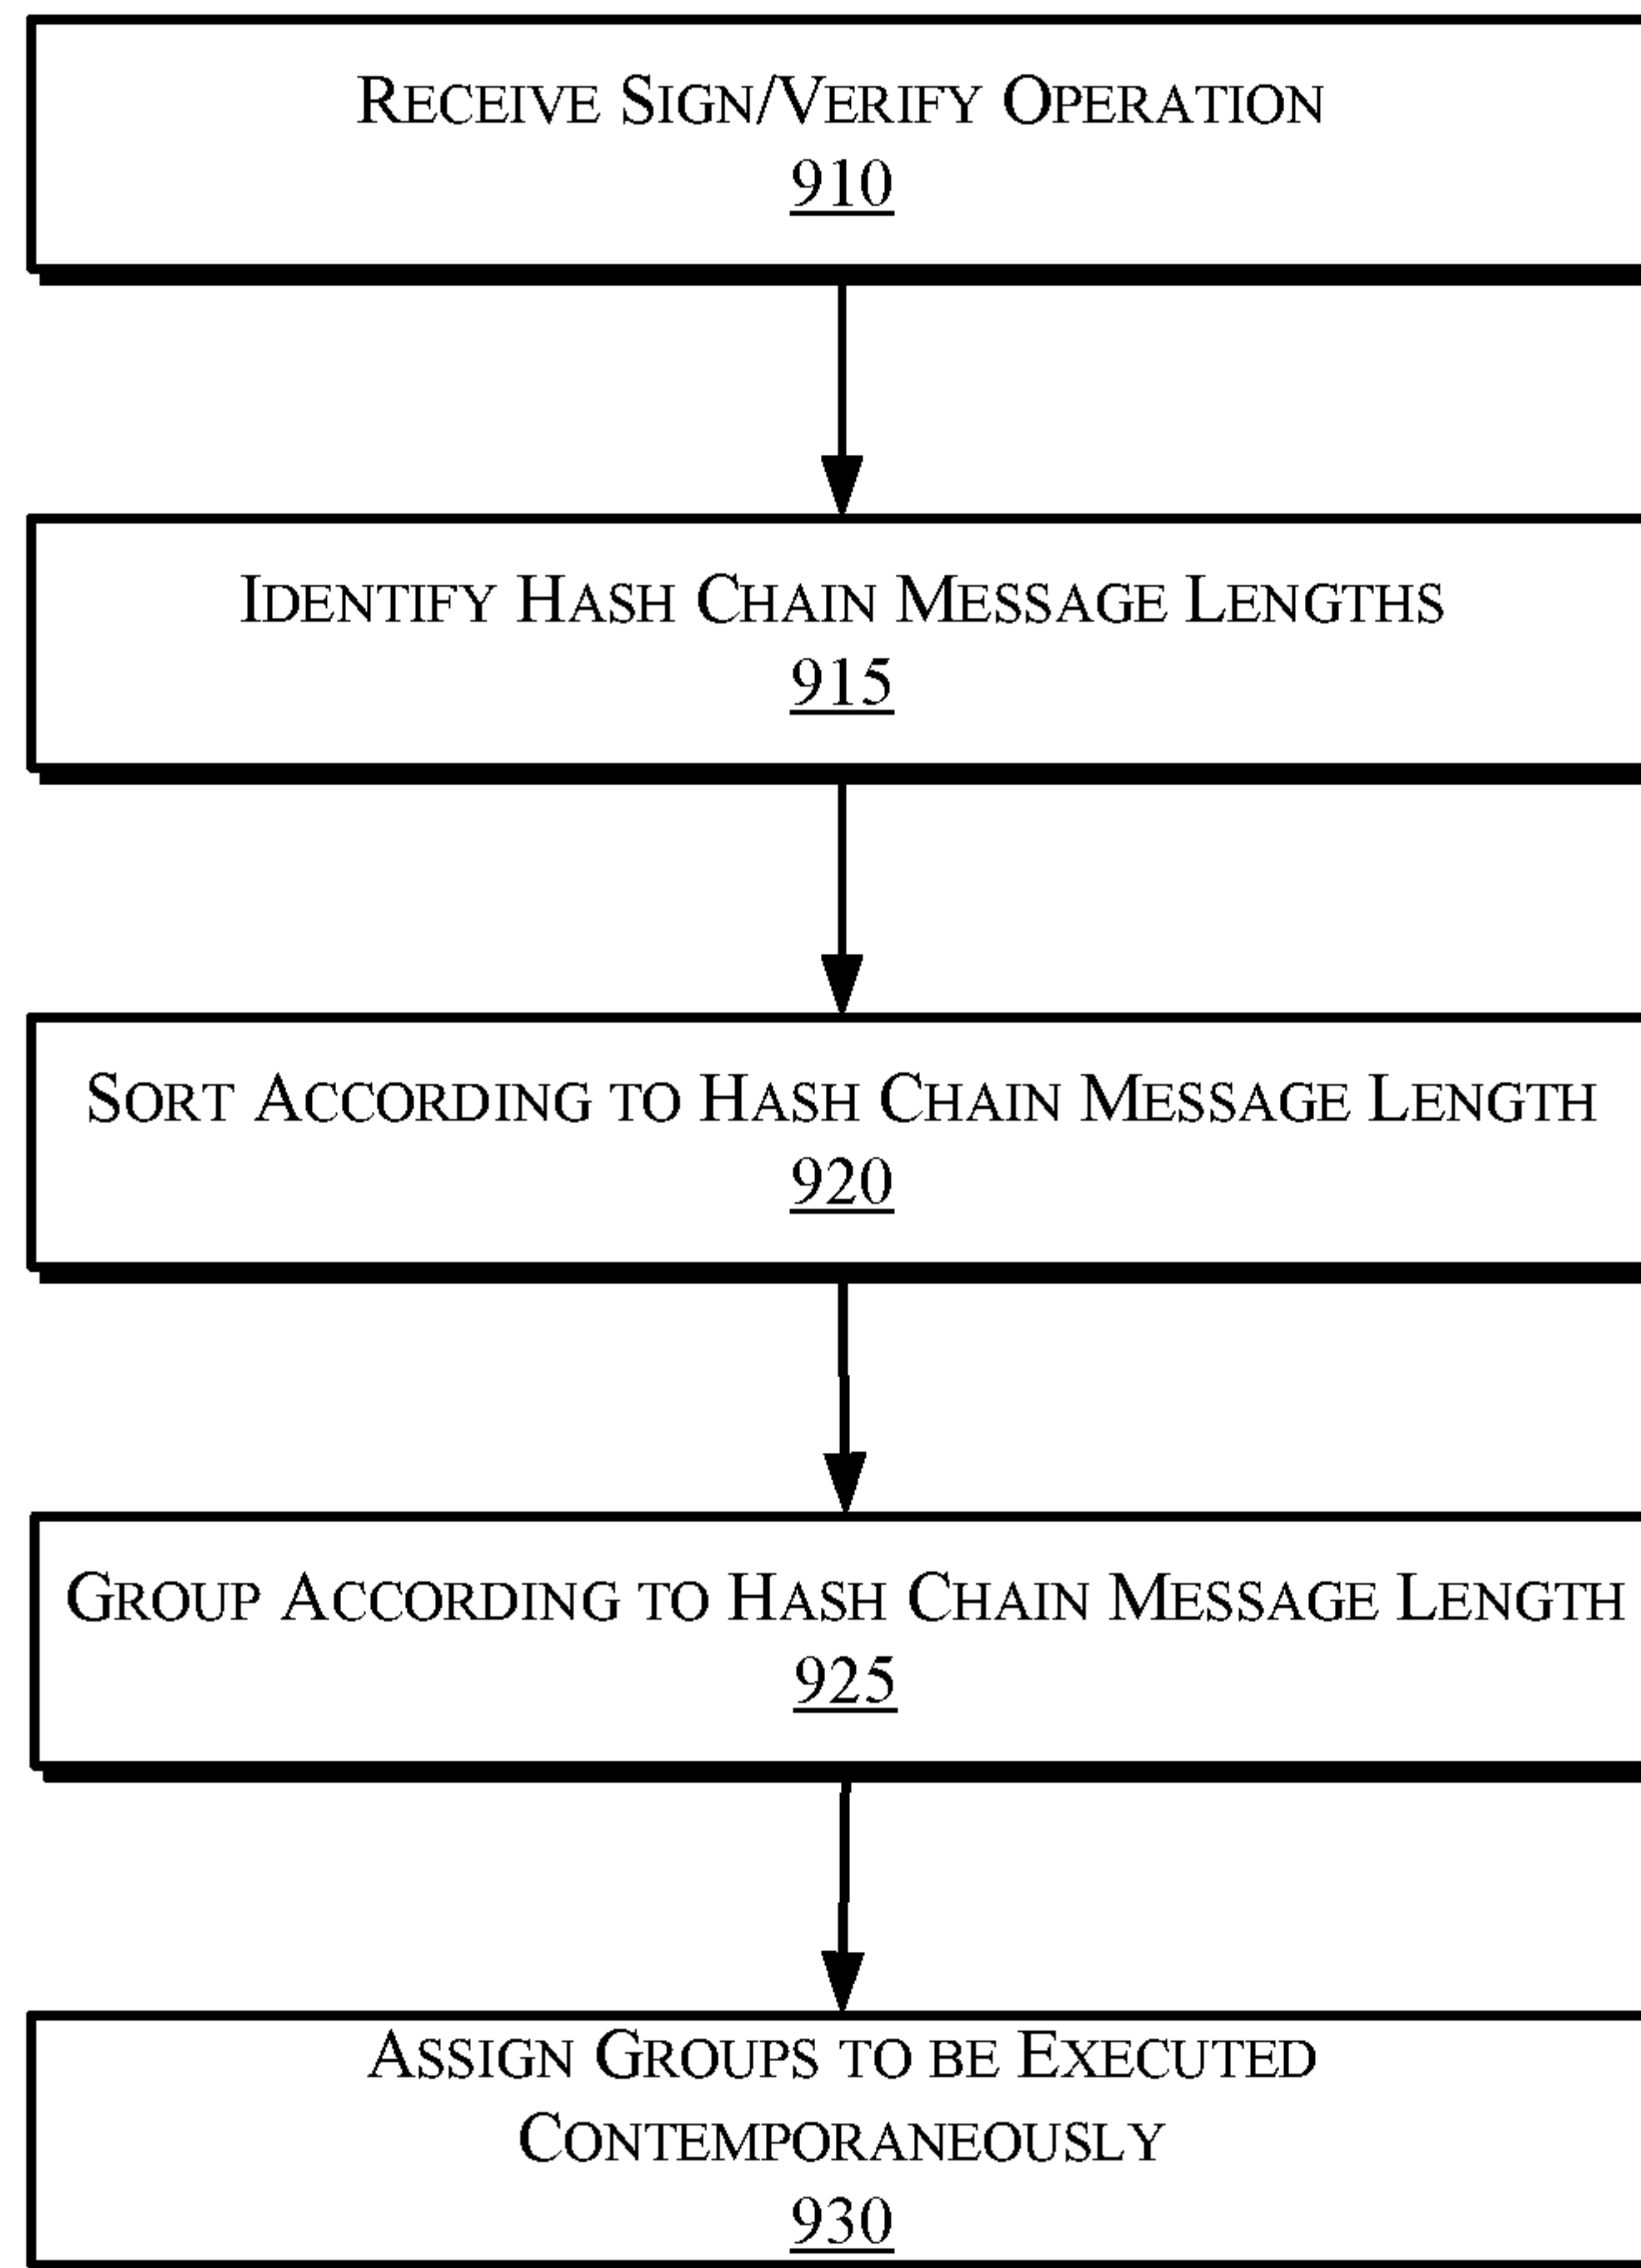 RECEIVE SIGN/VERIFY OPERATION
910
IDENTIFY HASH CHAIN MESSAGE LENGTHS
915
SORT ACCORDING TO HASH CHAIN MESSAGE LENGTH
920
GROUP ACCORDING TO HASH CHAIN MESSAGE LENGTH
925
ASSIGN GROUPS TO BE EXECUTED
CONTEMPORANEOUSLY
930